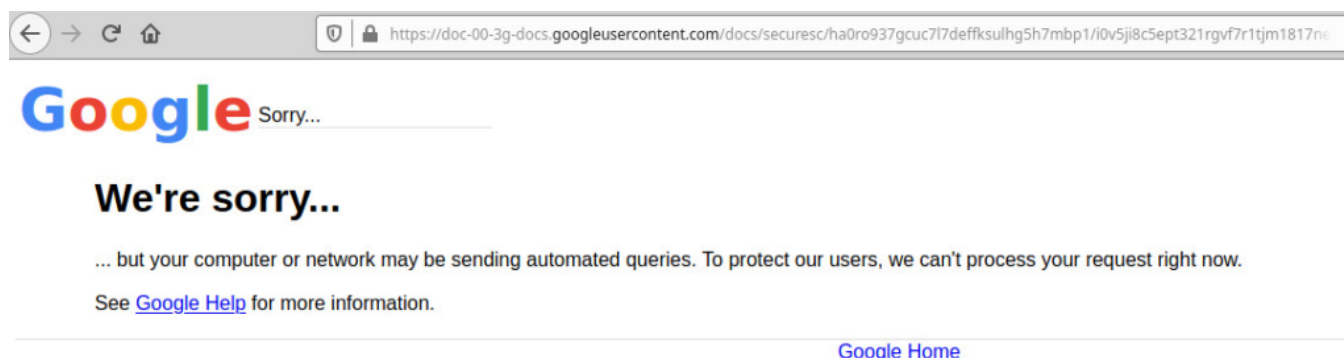 https://doc-00-3g-docs.googleusercontent.com/docs/securesc/ha0ro937gcuc7l7deffksulhg5h7mbp1/i0v5ji8c5ept321rgvf7r1tjm1817ne
Google Sorry...
We're sorry...
... but your computer or network may be sending automated queries. To protect our users, we can't process your request right now.
See Google Help for more information.
Google Home